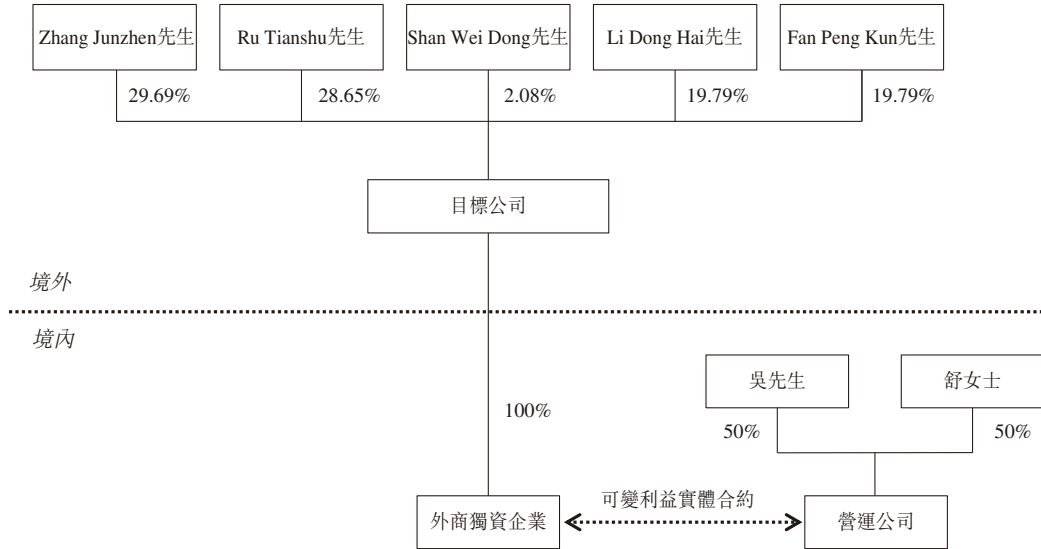 Zhang Junzhen先生
Ru Tianshu先生
Shan Wei Dong先生
Li Dong Hai先生
Fan Peng Kun先生
29.69%
28.65%
2.08%
19.79%
19.79%
目標公司
境外
境內
吳先生
舒女士
100%
50%
50%
可變利益實體合約
外商獨資企業
營運公司